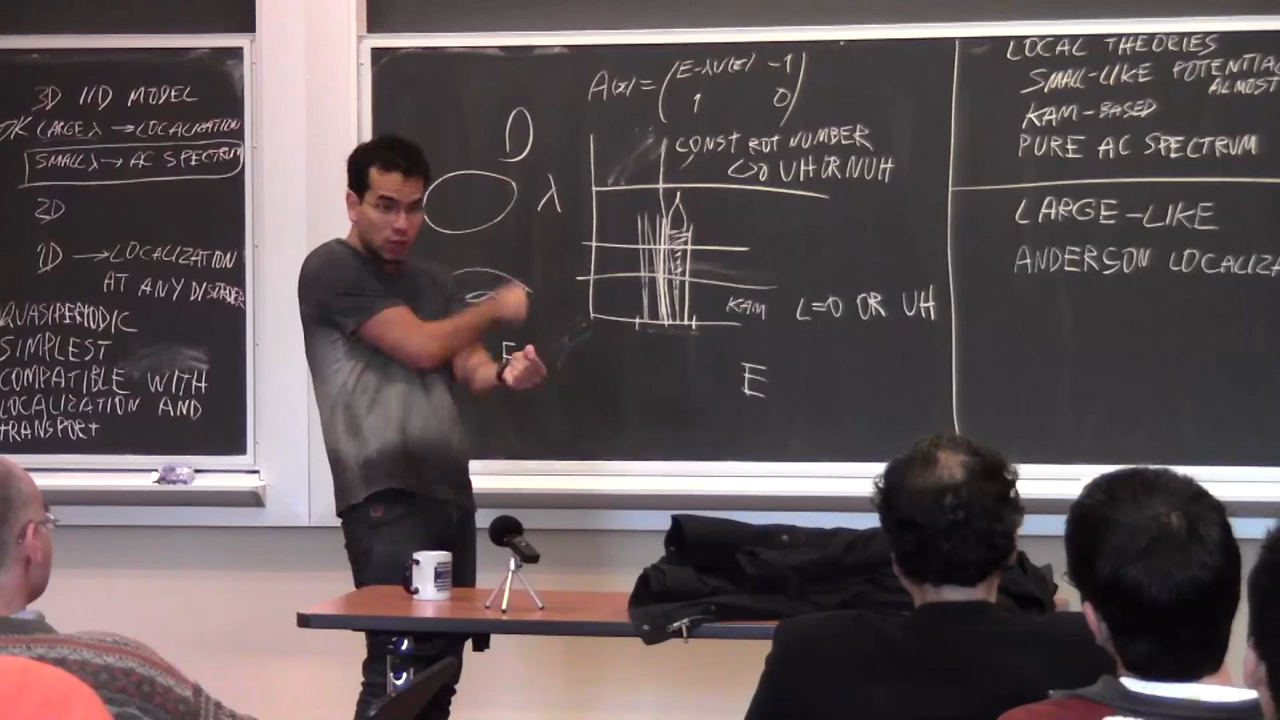 3D IID MODEL
OK LARGE λ → LOCALIZATION
SMALL λ → AC SPECTRUM
2D
1D → LOCALIZATION
AT ANY DISORDER
QUASIPERIODIC
SIMPLEST
COMPATIBLE WITH
LOCALIZATION AND
TRANSPORT
A(x) = (E-λV(x) -1
1 0)
CONST ROT NUMBER
<-> UH OR NUH
λ
KAM L=0 OR UH
E
E
LOCAL THEORIES
SMALL-LIKE POTENTIA
ALMOST
KAM-BASED
PURE AC SPECTRUM
LARGE-LIKE
ANDERSON LOCALIZA